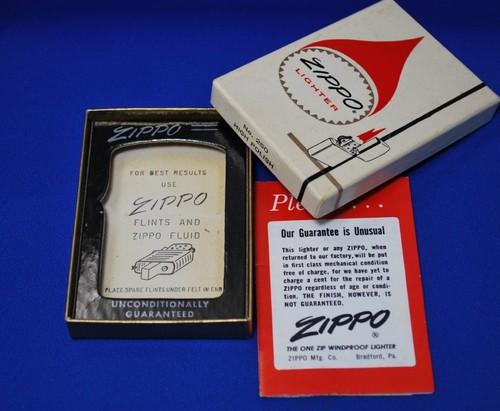 ZIPPO
FOR BEST RESULTS
USE
ZIPPO
FLINTS AND
ZIPPO FLUID
PLACE SPARE FLINTS UNDER FELT IN END
UNCONDITIONALLY
GUARANTEED
ZIPPO®
LIGHTER
No. 250
HIGH POLISH
Our Guarantee is Unusual
This lighter or any ZIPPO, when
returned to our factory, will be put
in first class mechanical condition
free of charge, for we have yet to
charge a cent for the repair of a
ZIPPO regardless of age or condi-
tion. THE FINISH, HOWEVER, IS
NOT GUARANTEED.
ZIPPO®
THE ONE ZIP WINDPROOF LIGHTER
ZIPPO Mfg. Co. Bradford, Pa.